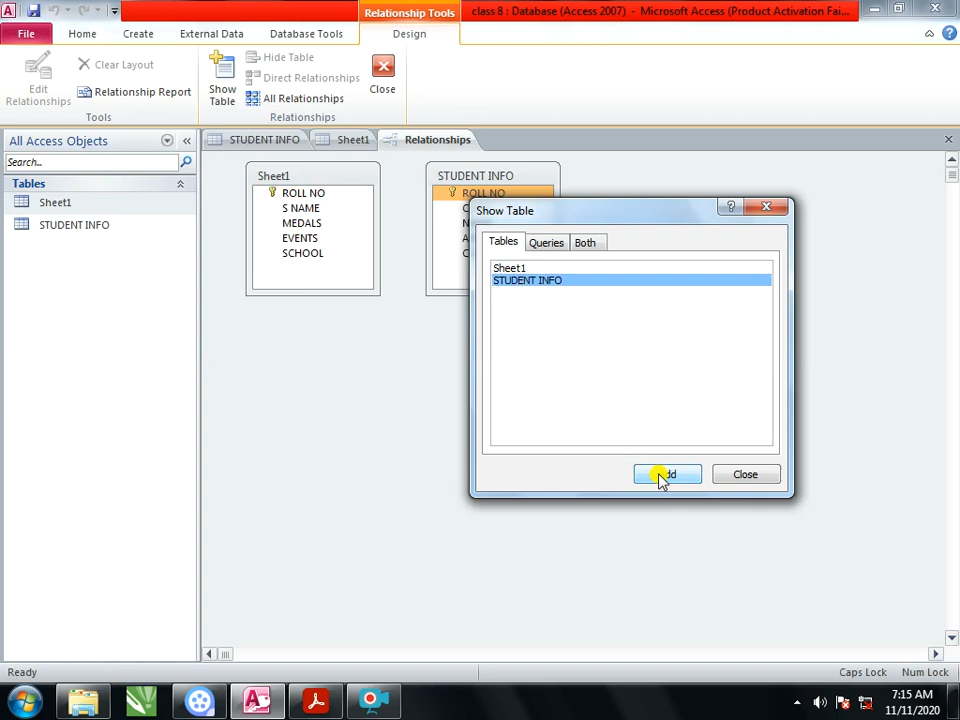 Relationship Tools
class 8 : Database (Access 2007) - Microsoft Access (Product Activation Fai...
File
Home
Create
External Data
Database Tools
Design
Edit
Relationships
Clear Layout
Relationship Report
Tools
Show
Table
Hide Table
Direct Relationships
All Relationships
Close
Relationships
All Access Objects
Search...
Tables
Sheet1
STUDENT INFO
STUDENT INFO
Sheet1
Relationships
Sheet1
ROLL NO
S NAME
MEDALS
EVENTS
SCHOOL
STUDENT INFO
ROLL NO
Show Table
Tables
Queries
Both
Sheet1
STUDENT INFO
Close
Ready
Caps Lock
Num Lock
7:15 AM
11/11/2020